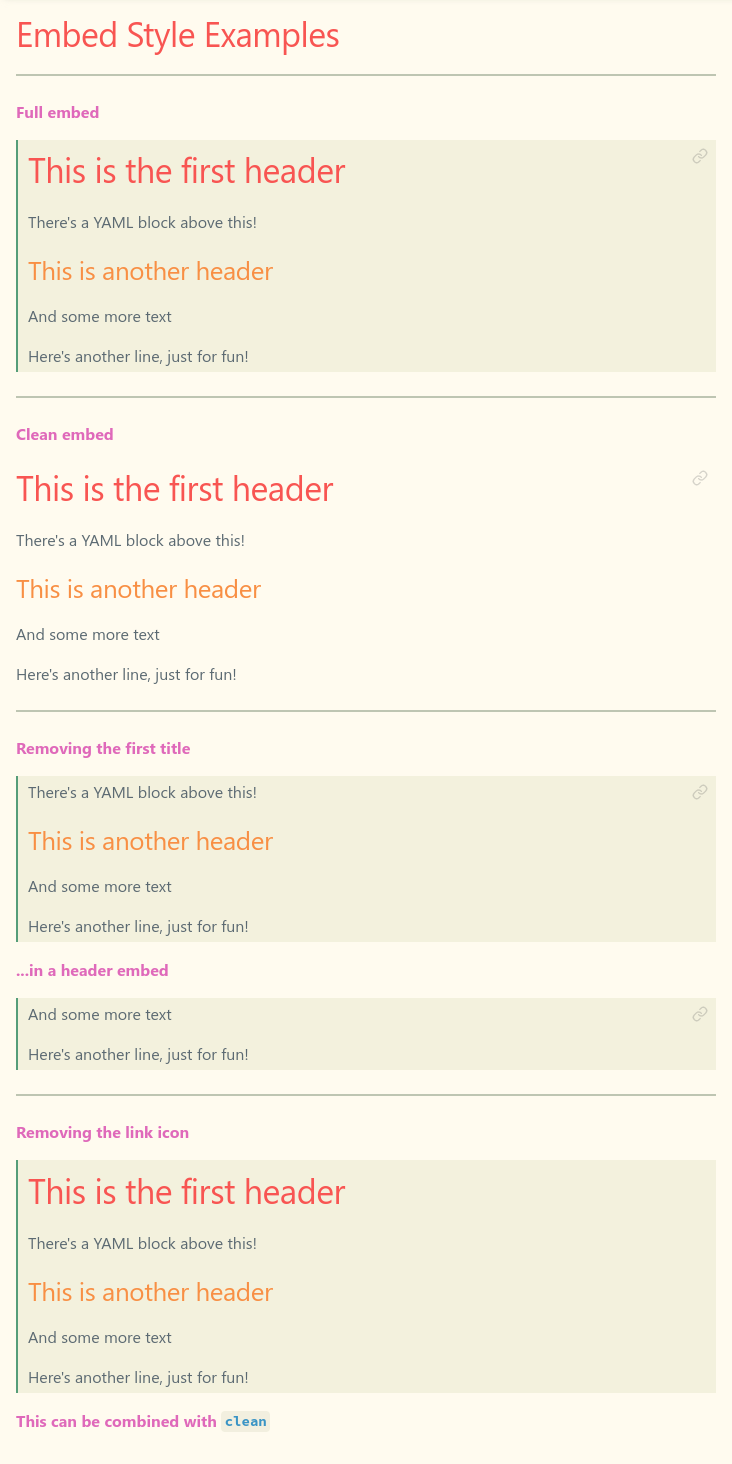 Embed Style Examples
Full embed
This is the first header
There's a YAML block above this!
This is another header
And some more text
Here's another line, just for fun!
Clean embed
This is the first header
There's a YAML block above this!
This is another header
And some more text
Here's another line, just for fun!
Removing the first title
There's a YAML block above this!
This is another header
And some more text
Here's another line, just for fun!
...in a header embed
And some more text
Here's another line, just for fun!
Removing the link icon
This is the first header
There's a YAML block above this!
This is another header
And some more text
Here's another line, just for fun!
This can be combined with clean